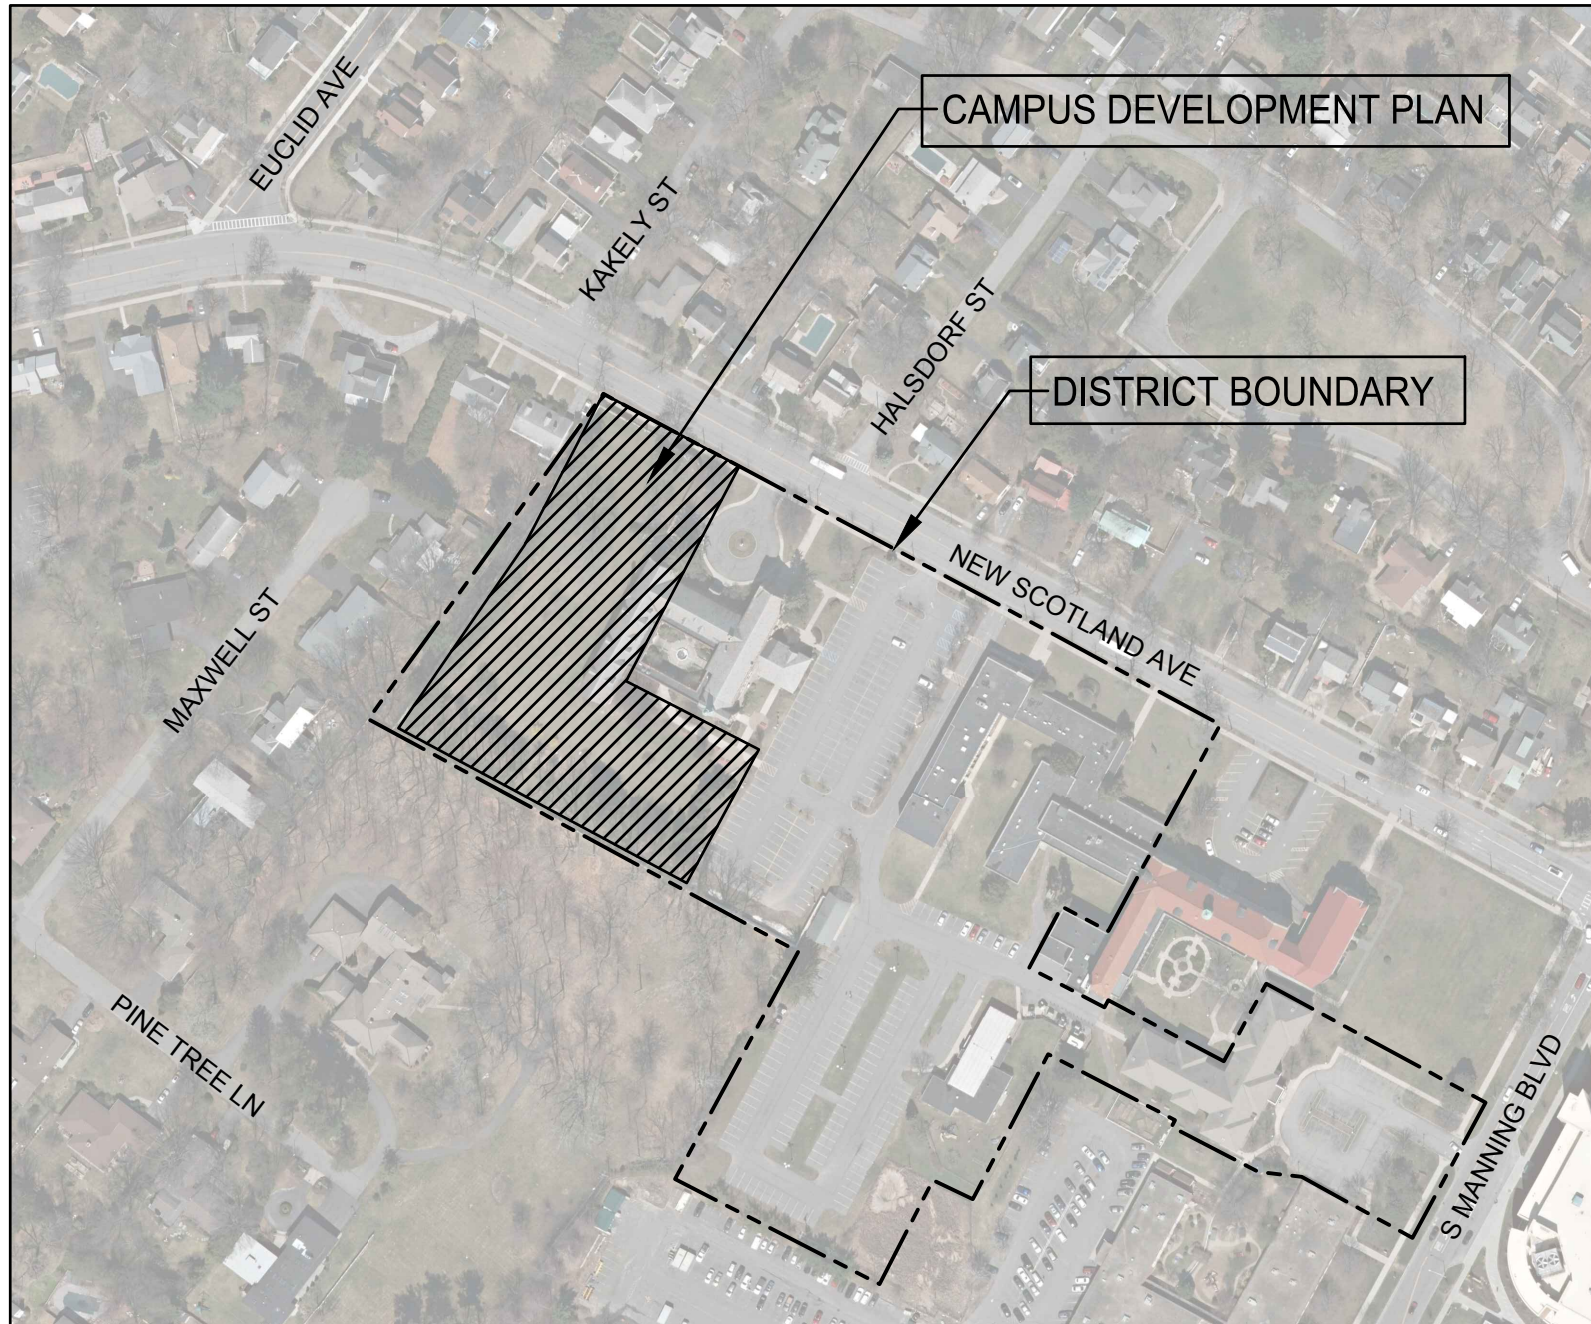 EUCLID AVE
CAMPUS DEVELOPMENT PLAN
KAKELY ST
HALSDORF ST
DISTRICT BOUNDARY
NEW SCOTLAND AVE
MAXWELL ST
PINE TREE LN
S MANNING BLVD